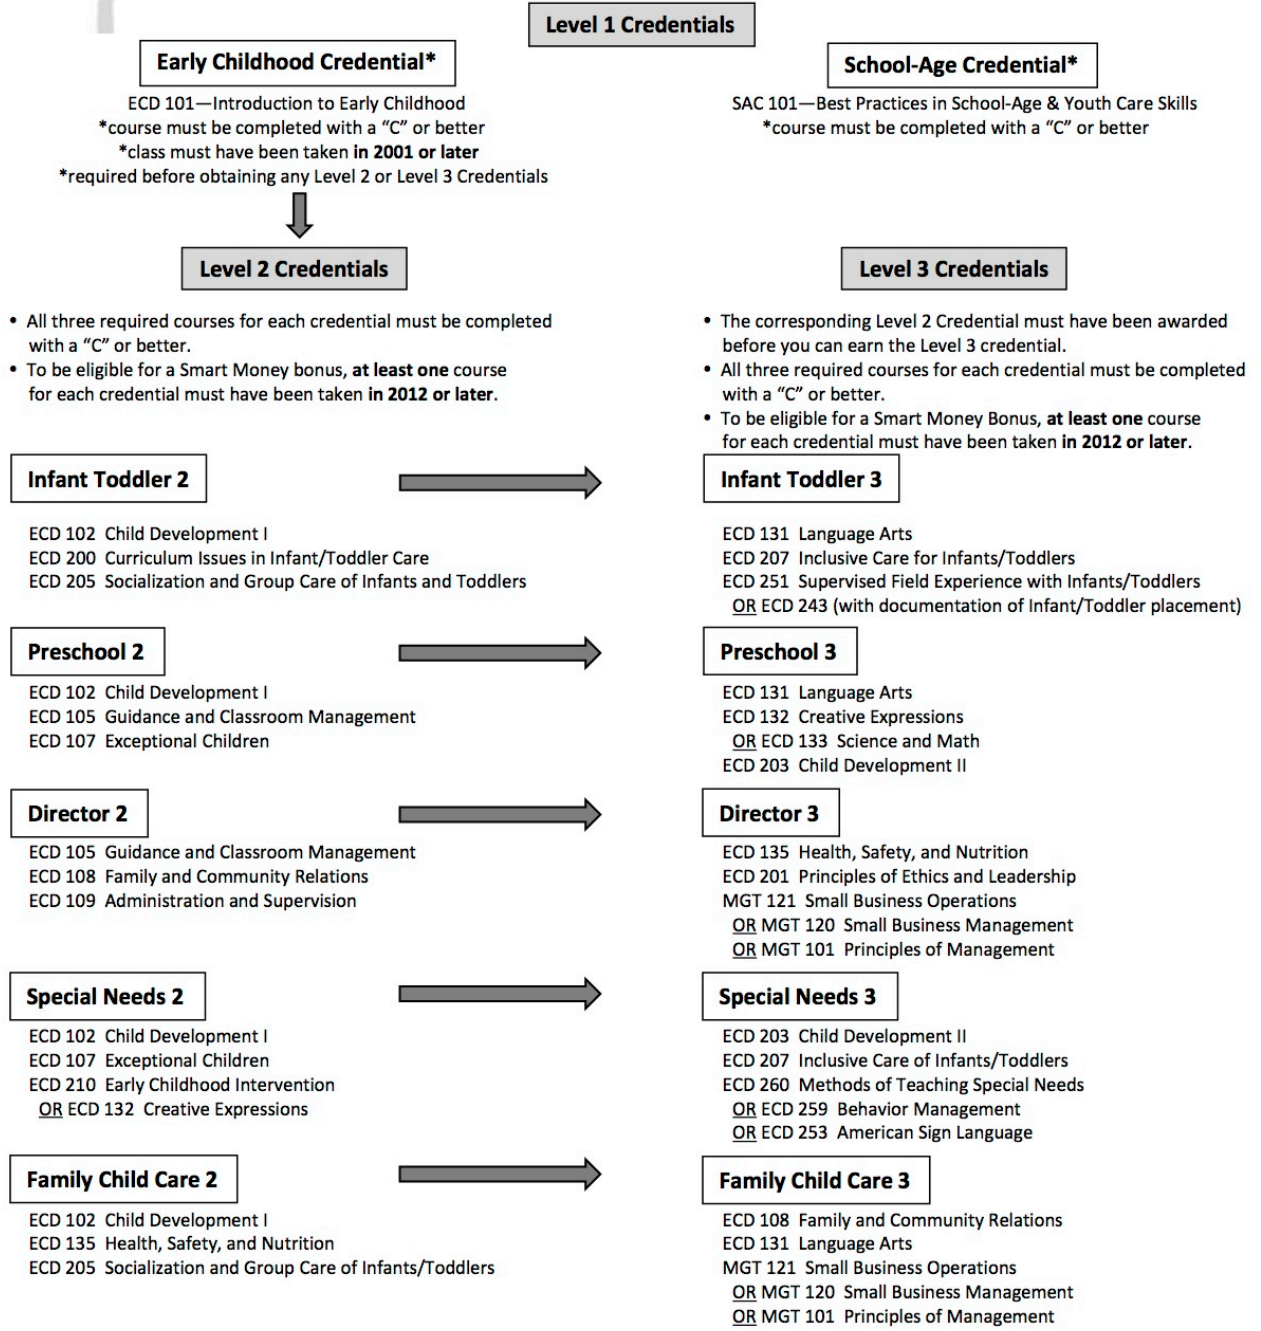 Level 1 Credentials
Early Childhood Credential*
ECD 101—Introduction to Early Childhood
*course must be completed with a “C” or better
*class must have been taken in 2001 or later
*required before obtaining any Level 2 or Level 3 Credentials
School-Age Credential*
SAC 101—Best Practices in School-Age & Youth Care Skills
*course must be completed with a “C” or better
Level 2 Credentials
• All three required courses for each credential must be completed
with a “C” or better.
• To be eligible for a Smart Money bonus, at least one course
for each credential must have been taken in 2012 or later.
Level 3 Credentials
• The corresponding Level 2 Credential must have been awarded
before you can earn the Level 3 credential.
• All three required courses for each credential must be completed
with a “C” or better.
• To be eligible for a Smart Money Bonus, at least one course
for each credential must have been taken in 2012 or later.
Infant Toddler 2
ECD 102 Child Development I
ECD 200 Curriculum Issues in Infant/Toddler Care
ECD 205 Socialization and Group Care of Infants and Toddlers
Infant Toddler 3
ECD 131 Language Arts
ECD 207 Inclusive Care for Infants/Toddlers
ECD 251 Supervised Field Experience with Infants/Toddlers
OR ECD 243 (with documentation of Infant/Toddler placement)
Preschool 2
ECD 102 Child Development I
ECD 105 Guidance and Classroom Management
ECD 107 Exceptional Children
Preschool 3
ECD 131 Language Arts
ECD 132 Creative Expressions
OR ECD 133 Science and Math
ECD 203 Child Development II
Director 2
ECD 105 Guidance and Classroom Management
ECD 108 Family and Community Relations
ECD 109 Administration and Supervision
Director 3
ECD 135 Health, Safety, and Nutrition
ECD 201 Principles of Ethics and Leadership
MGT 121 Small Business Operations
OR MGT 120 Small Business Management
OR MGT 101 Principles of Management
Special Needs 2
ECD 102 Child Development I
ECD 107 Exceptional Children
ECD 210 Early Childhood Intervention
OR ECD 132 Creative Expressions
Special Needs 3
ECD 203 Child Development II
ECD 207 Inclusive Care of Infants/Toddlers
ECD 260 Methods of Teaching Special Needs
OR ECD 259 Behavior Management
OR ECD 253 American Sign Language
Family Child Care 2
ECD 102 Child Development I
ECD 135 Health, Safety, and Nutrition
ECD 205 Socialization and Group Care of Infants/Toddlers
Family Child Care 3
ECD 108 Family and Community Relations
ECD 131 Language Arts
MGT 121 Small Business Operations
OR MGT 120 Small Business Management
OR MGT 101 Principles of Management